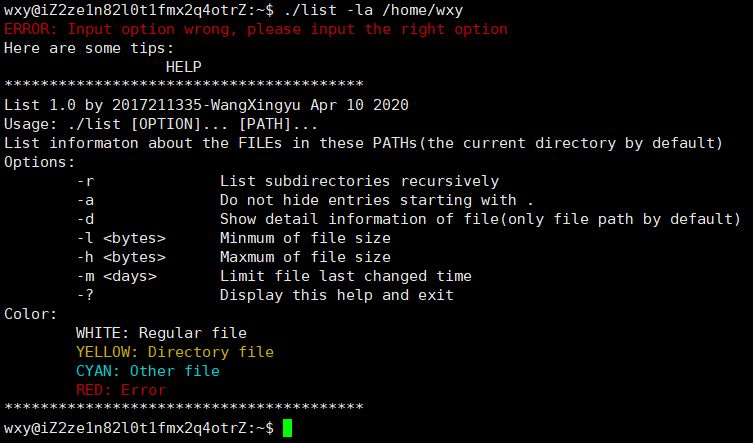 wxy@iZ2ze1n82l0t1fmx2q4otrZ:~$ ./list -la /home/wxy
ERROR: Input option wrong, please input the right option
Here are some tips:
HELP
****************************************
List 1.0 by 2017211335-WangXingyu Apr 10 2020
Usage: ./list [OPTION]... [PATH]...
List informaton about the FILEs in these PATHs(the current directory by default)
Options:
-r List subdirectories recursively
-a Do not hide entries starting with .
-d Show detail information of file(only file path by default)
-l <bytes> Minmum of file size
-h <bytes> Maxmum of file size
-m <days> Limit file last changed time
-? Display this help and exit
Color:
WHITE: Regular file
YELLOW: Directory file
CYAN: Other file
RED: Error
****************************************
wxy@iZ2ze1n82l0t1fmx2q4otrZ:~$